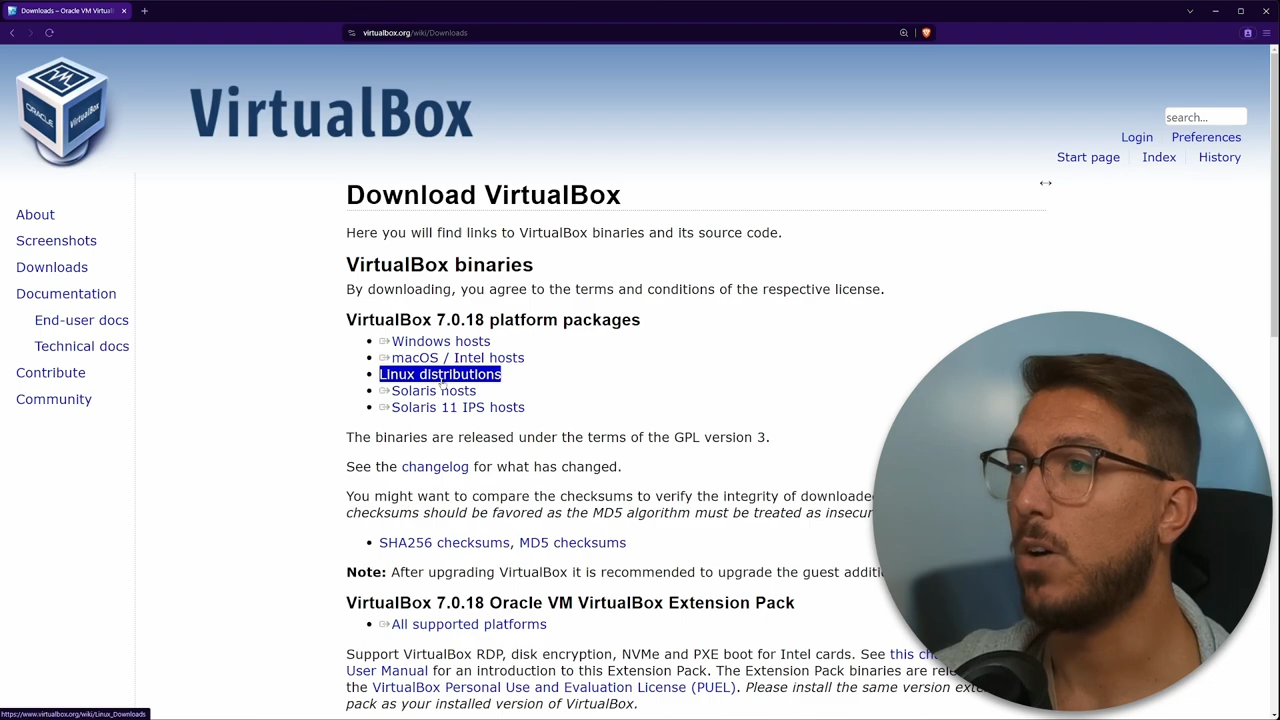 Downloads – Oracle VM Virtual
virtualbox.org/wiki/Downloads
ORACLE
VirtualBox
VirtualBox
search...
Login
Preferences
Start page
Index
History
About
Screenshots
Downloads
Documentation
End-user docs
Technical docs
Contribute
Community
Download VirtualBox
Here you will find links to VirtualBox binaries and its source code.
VirtualBox binaries
By downloading, you agree to the terms and conditions of the respective license.
VirtualBox 7.0.18 platform packages
Windows hosts
macOS / Intel hosts
Linux distributions
Solaris hosts
Solaris 11 IPS hosts
The binaries are released under the terms of the GPL version 3.
See the changelog for what has changed.
You might want to compare the checksums to verify the integrity of downloaded
checksums should be favored as the MD5 algorithm must be treated as insecur
SHA256 checksums, MD5 checksums
Note: After upgrading VirtualBox it is recommended to upgrade the guest additi
VirtualBox 7.0.18 Oracle VM VirtualBox Extension Pack
All supported platforms
Support VirtualBox RDP, disk encryption, NVMe and PXE boot for Intel cards. See this ch
User Manual for an introduction to this Extension Pack. The Extension Pack binaries are rele
the VirtualBox Personal Use and Evaluation License (PUEL). Please install the same version exte
pack as your installed version of VirtualBox.
https://www.virtualbox.org/wiki/Linux_Downloads